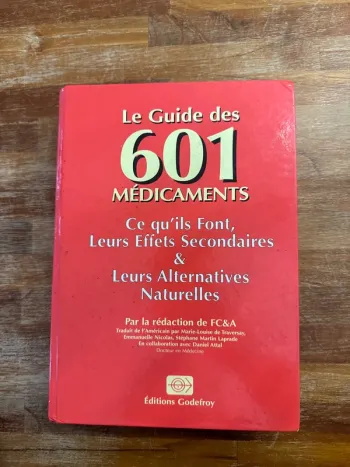 Le Guide des
601
MÉDICAMENTS
Ce qu'ils Font,
Leurs Effets Secondaires
&
Leurs Alternatives
Naturelles
Par la rédaction de FC&A
Traduit de l'Américain par Marie-Louise de Traversay,
Emmanuelle Nicolas, Stéphane Martin Laprade
En collaboration avec Daniel Attal
Docteur en Médecine
Éditions Godefroy